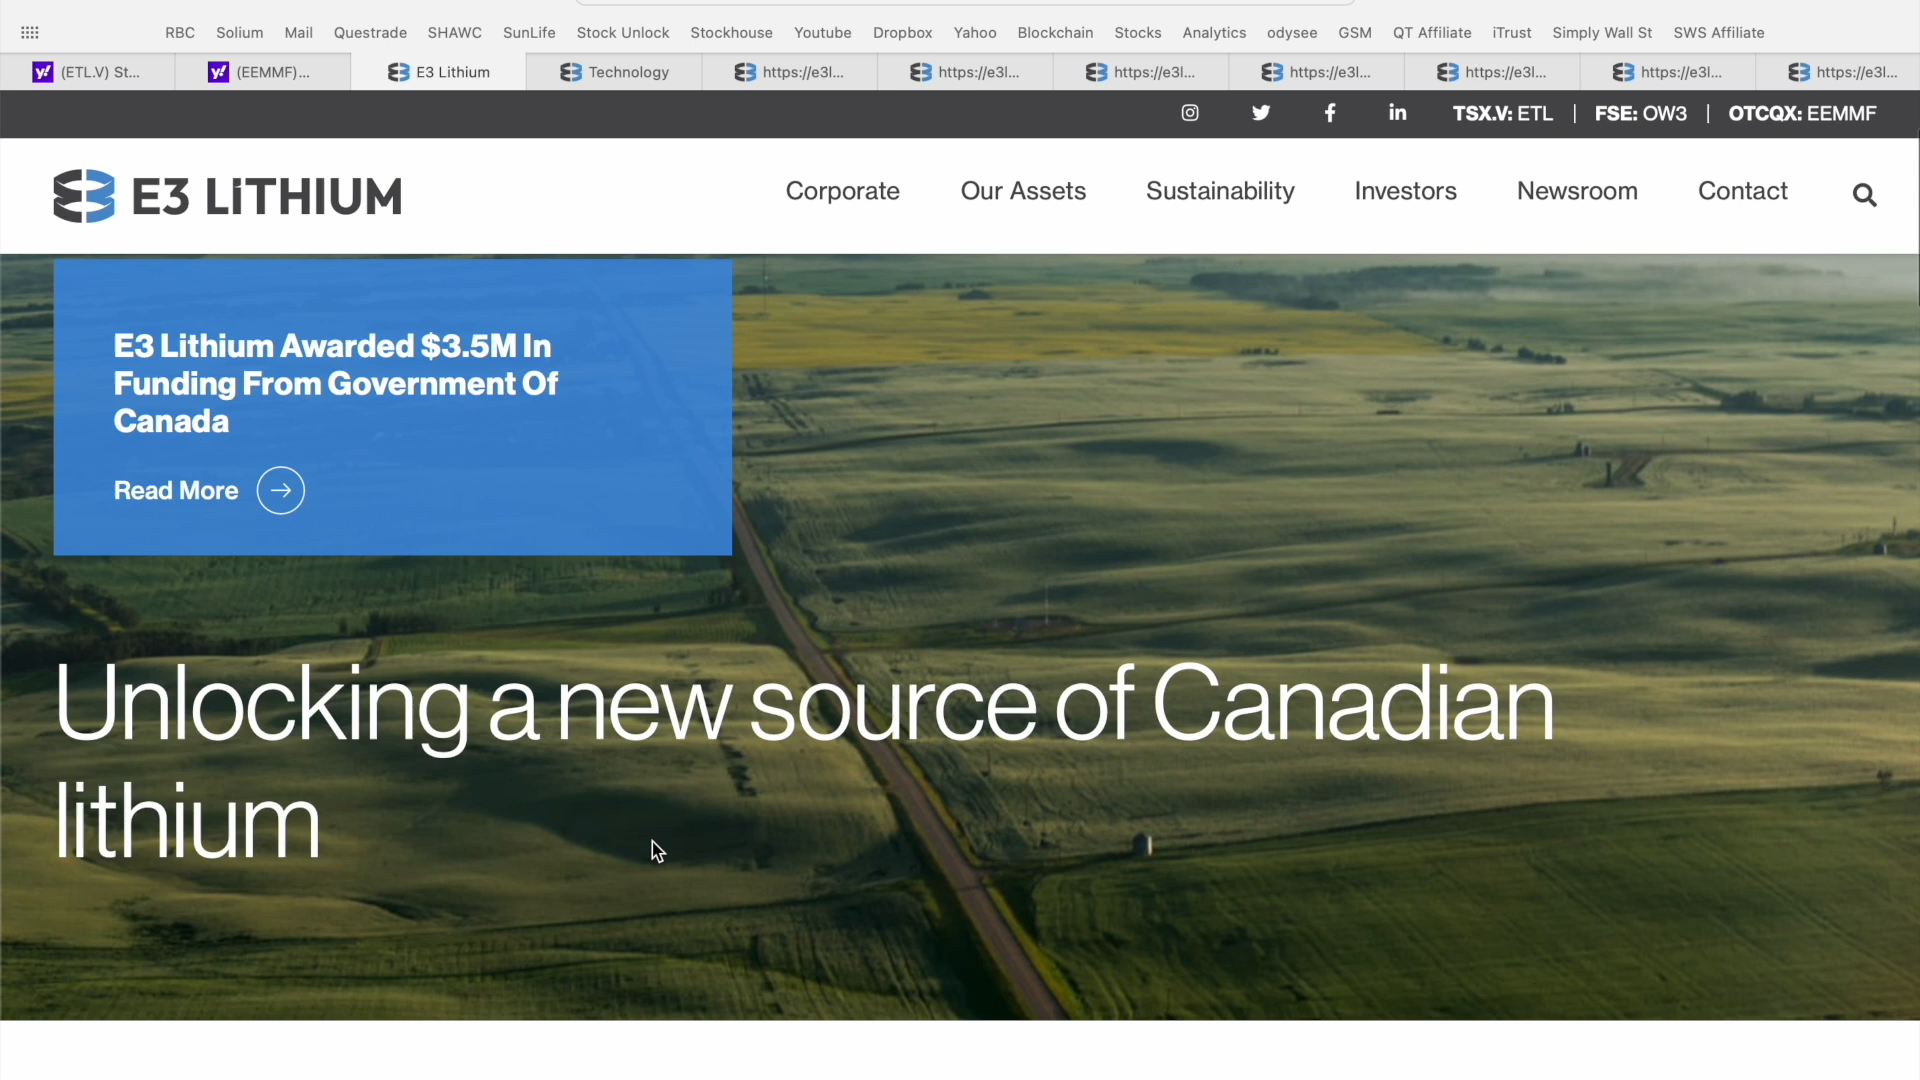 RBC Solium Mail Questrade SHAWC SunLife Stock Unlock Stockhouse Youtube Dropbox Yahoo Blockchain Stocks Analytics odysee GSM QT Affiliate iTrust Simply Wall St SWS Affiliate
y! (ETL.V) St... y! (EEMMF)... E3 Lithium Technology https://e3l... https://e3l... https://e3l... https://e3l... https://e3l... https://e3l... https://e3l...
TSX.V: ETL | FSE: OW3 | OTCQX: EEMMF
E3 LiTHIUM Corporate Our Assets Sustainability Investors Newsroom Contact
E3 Lithium Awarded $3.5M In
Funding From Government Of
Canada
Read More
Unlocking a new source of Canadian
lithium